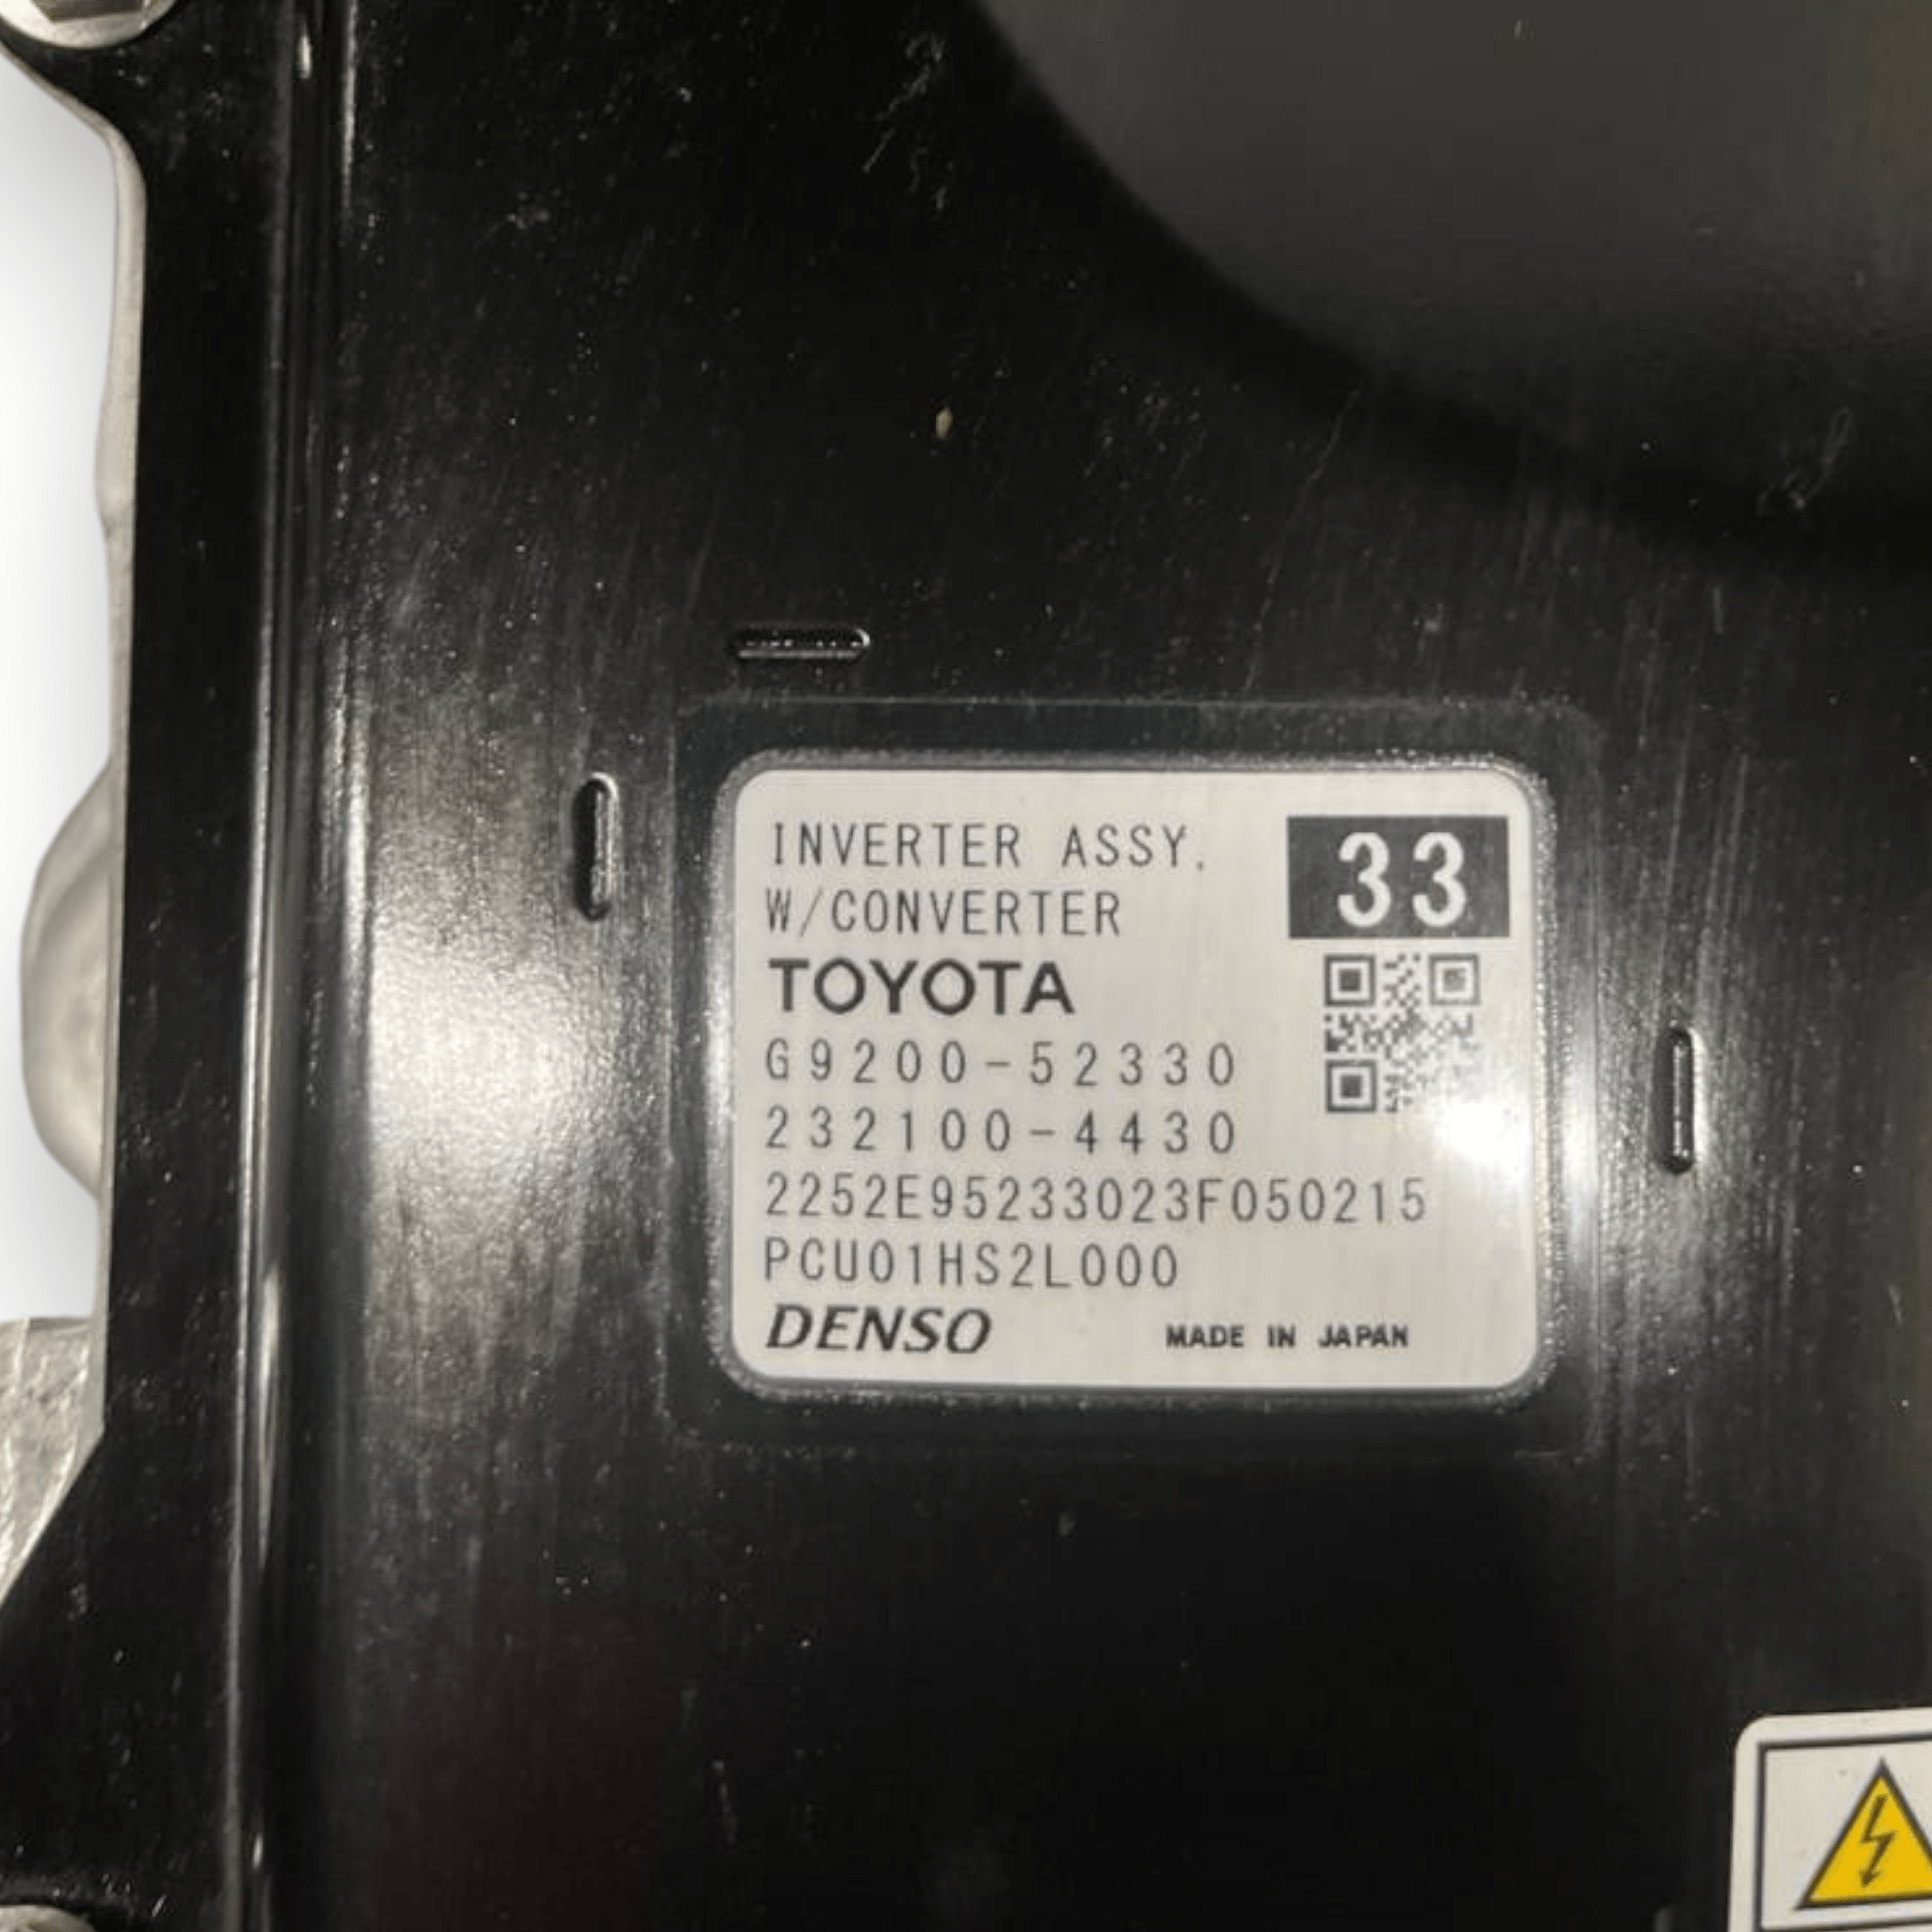 INVERTER ASSY.
33
W/CONVERTER
TOYOTA
G9200-52330
232100-4430
2252E95233023F050215
PCU01HS2L000
DENSO
MADE IN JAPAN